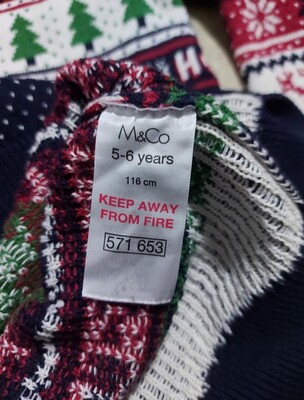 M&Co
5-6 years
116 cm
KEEP AWAY
FROM FIRE
571 653